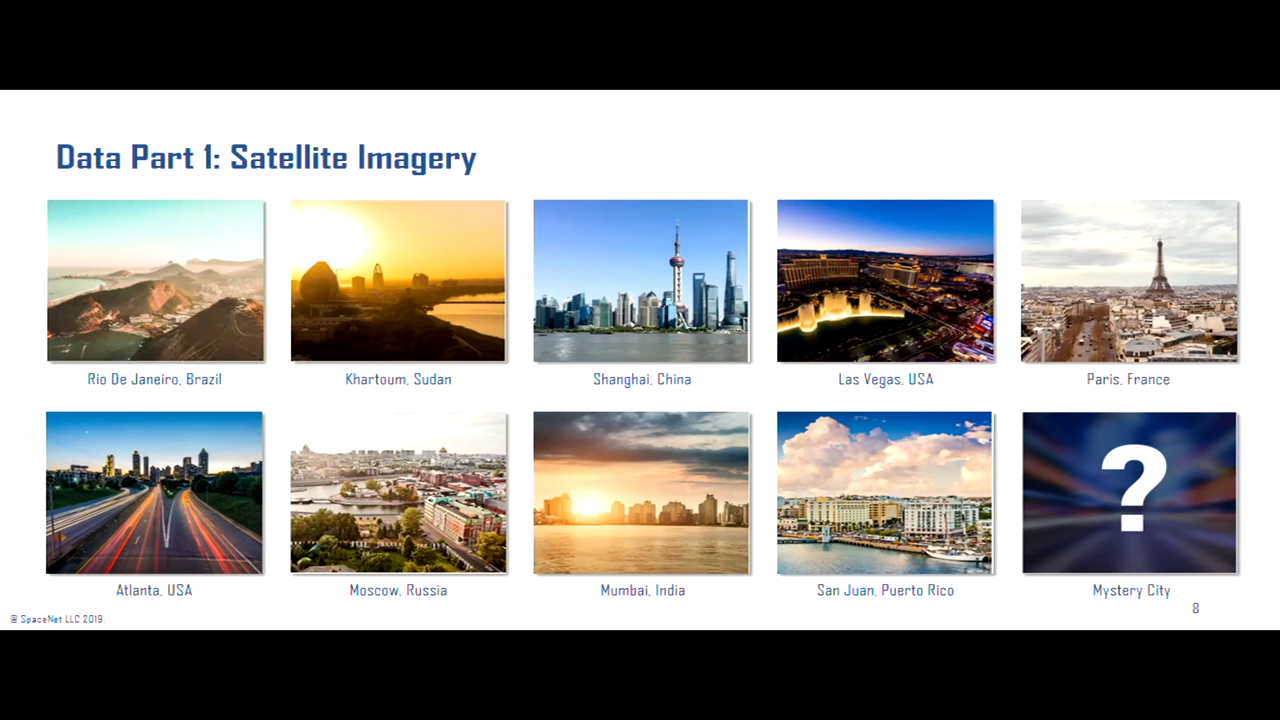 Data Part 1: Satellite Imagery
Rio De Janeiro, Brazil
Khartoum, Sudan
Shanghai, China
Las Vegas, USA
Paris, France
Atlanta, USA
Moscow, Russia
Mumbai, India
San Juan, Puerto Rico
?
Mystery City
8
@ SpaceNet LLC 2019.